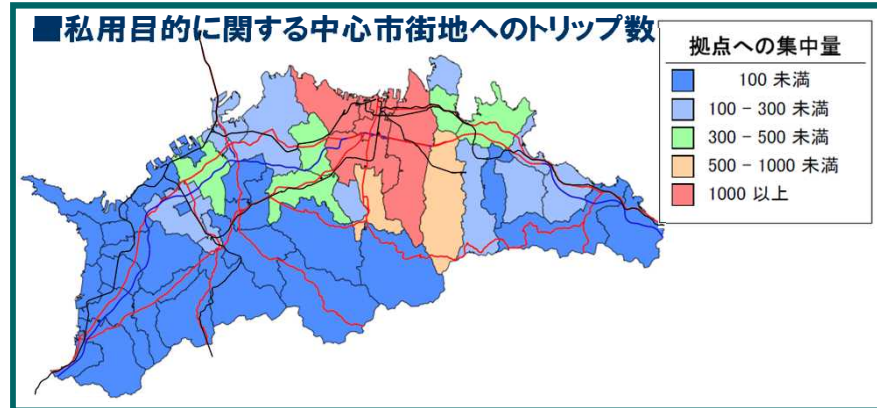 ■私用目的に関する中心市街地へのトリップ数
拠点への集中量
100 未満
100 - 300 未満
300 - 500 未満
500 - 1000 未満
1000 以上